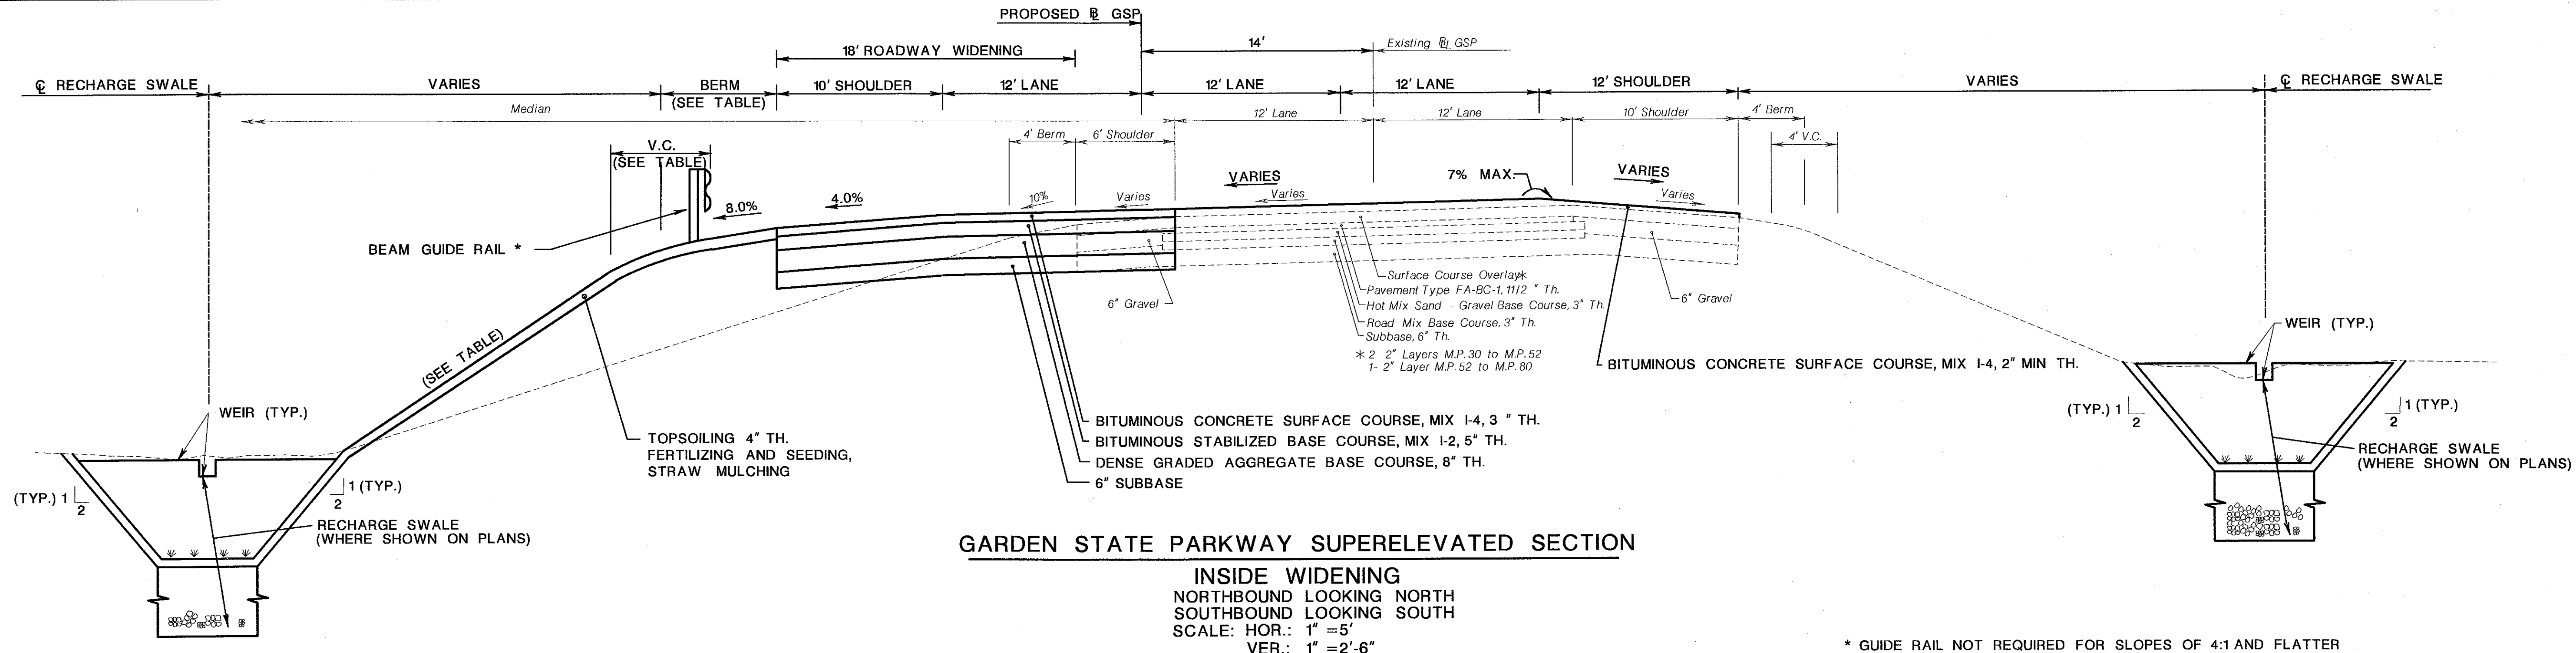 PROPOSED ℞ GSP
18' ROADWAY WIDENING
14'
Existing ℞ GSP
℄ RECHARGE SWALE
VARIES
BERM
(SEE TABLE)
10' SHOULDER
12' LANE
12' LANE
12' LANE
12' SHOULDER
VARIES
℄ RECHARGE SWALE
Median
12' Lane
12' Lane
10' Shoulder
4' Berm
4' Berm
6' Shoulder
4' V.C.
V.C.
(SEE TABLE)
8.0%
4.0%
10%
Varies
VARIES
Varies
7% MAX.
VARIES
Varies
BEAM GUIDE RAIL *
6" Gravel
Surface Course Overlay*
Pavement Type FA-BC-1, 11/2 " Th.
Hot Mix Sand - Gravel Base Course, 3" Th.
Road Mix Base Course, 3" Th.
Subbase, 6" Th.
* 2 2" Layers M.P. 30 to M.P. 52
1- 2" Layer M.P. 52 to M.P. 80
6" Gravel
BITUMINOUS CONCRETE SURFACE COURSE, MIX I-4, 2" MIN TH.
WEIR (TYP.)
(TYP.) 1
2
1 (TYP.)
2
RECHARGE SWALE
(WHERE SHOWN ON PLANS)
(SEE TABLE)
WEIR (TYP.)
TOPSOILING 4" TH.
FERTILIZING AND SEEDING,
STRAW MULCHING
BITUMINOUS CONCRETE SURFACE COURSE, MIX I-4, 3 " TH.
BITUMINOUS STABILIZED BASE COURSE, MIX I-2, 5" TH.
DENSE GRADED AGGREGATE BASE COURSE, 8" TH.
6" SUBBASE
(TYP.) 1
2
1 (TYP.)
2
RECHARGE SWALE
(WHERE SHOWN ON PLANS)
GARDEN STATE PARKWAY SUPERELEVATED SECTION
INSIDE WIDENING
NORTHBOUND LOOKING NORTH
SOUTHBOUND LOOKING SOUTH
SCALE: HOR.: 1" =5'
VER.: 1" =2'-6"
* GUIDE RAIL NOT REQUIRED FOR SLOPES OF 4:1 AND FLATTER